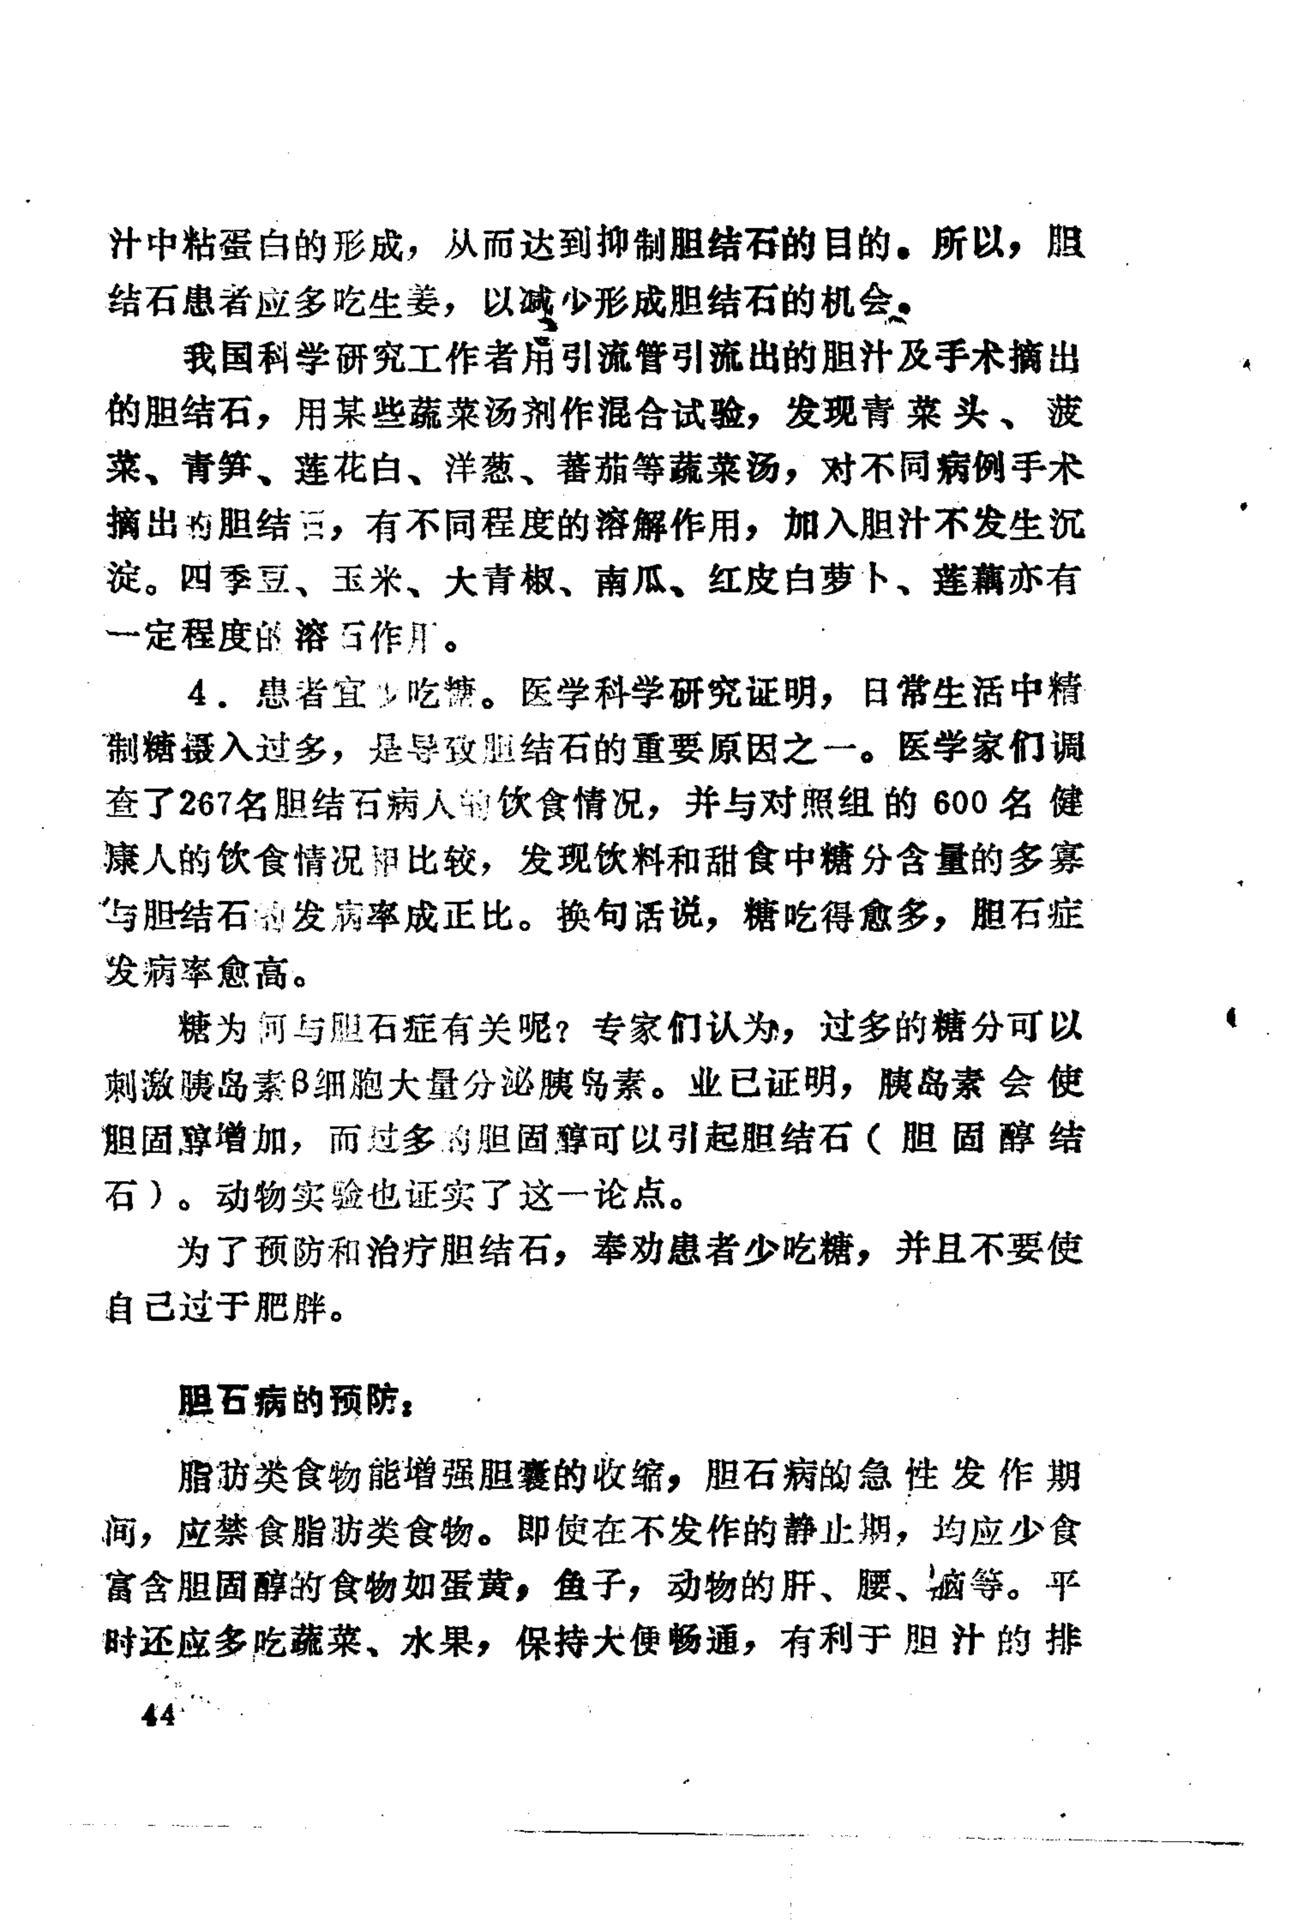 汁中粘蛋白的形成，从而达到抑制胆结石的目的。所以，胆
结石患者应多吃生姜，以减少形成胆结石的机会。
我国科学研究工作者用引流管引流出的胆汁及手术摘出
的胆结石，用某些蔬菜汤剂作混合试验，发现青菜头、菠
菜、青笋、莲花白、洋葱、蕃茄等蔬菜汤，对不同病例手术
摘出的胆结石，有不同程度的溶解作用，加入胆汁不发生沉
淀。四季豆、玉米、大青椒、南瓜、红皮白萝卜、莲藕亦有
一定程度的溶石作用。
4．患者宜少吃糖。医学科学研究证明，日常生活中精
制糖摄入过多，是导致胆结石的重要原因之一。医学家们调
查了267名胆结石病人的饮食情况，并与对照组的600名健
康人的饮食情况相比较，发现饮料和甜食中糖分含量的多寡
与胆结石的发病率成正比。换句话说，糖吃得愈多，胆石症
发病率愈高。
糖为何与胆石症有关呢？专家们认为，过多的糖分可以
刺激胰岛素β细胞大量分泌胰岛素。业已证明，胰岛素会使
胆固醇增加，而过多的胆固醇可以引起胆结石（胆固醇结
石）。动物实验也证实了这一论点。
为了预防和治疗胆结石，奉劝患者少吃糖，并且不要使
自己过于肥胖。
胆石病的预防：
脂肪类食物能增强胆囊的收缩，胆石病的急性发作期
间，应禁食脂肪类食物。即使在不发作的静止期，均应少食
富含胆固醇的食物如蛋黄，鱼子，动物的肝、腰、脑等。平
时还应多吃蔬菜、水果，保持大便畅通，有利于胆汁的排
44